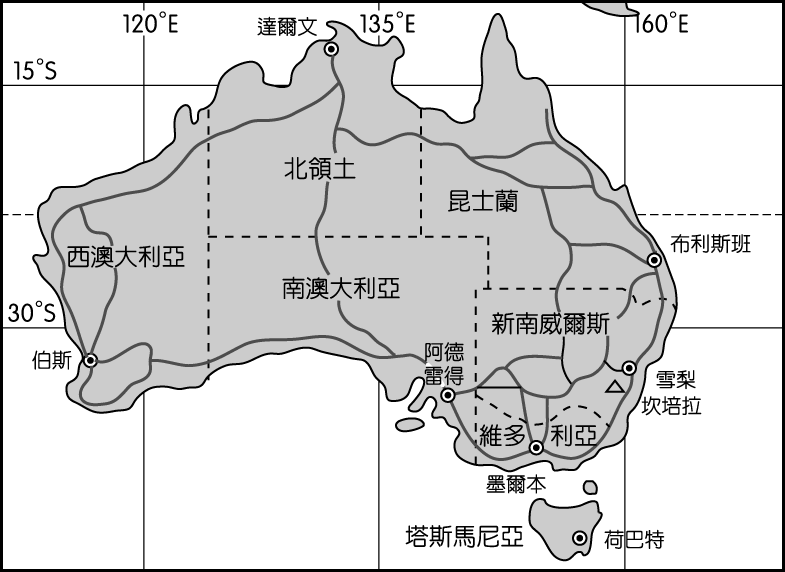 120°E
135°E
160°E
達爾文
15°S
北領土
昆士蘭
布利斯班
西澳大利亞
南澳大利亞
30°S
新南威爾斯
伯斯
阿德
雷得
雪梨
坎培拉
維多利亞
墨爾本
塔斯馬尼亞
荷巴特